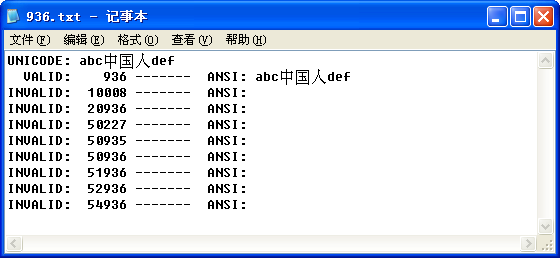 936.txt - 记事本
文件(F) 编辑(E) 格式(O) 查看(V) 帮助(H)
UNICODE: abc中国人def
  VALID:    936 -------  ANSI: abc中国人def
INVALID:  10008 -------  ANSI:
INVALID:  20936 -------  ANSI:
INVALID:  50227 -------  ANSI:
INVALID:  50935 -------  ANSI:
INVALID:  50936 -------  ANSI:
INVALID:  51936 -------  ANSI:
INVALID:  52936 -------  ANSI:
INVALID:  54936 -------  ANSI: